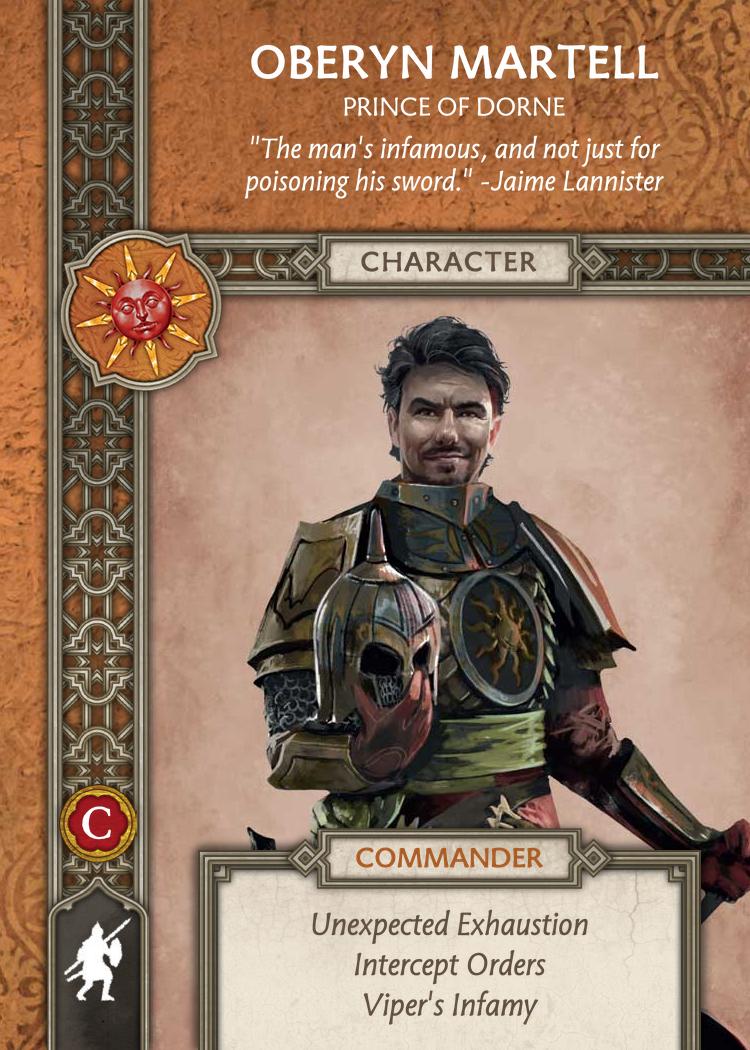 OBERYN MARTELL
PRINCE OF DORNE
"The man's infamous, and not just for
poisoning his sword." -Jaime Lannister
CHARACTER
C
COMMANDER
Unexpected Exhaustion
Intercept Orders
Viper's Infamy